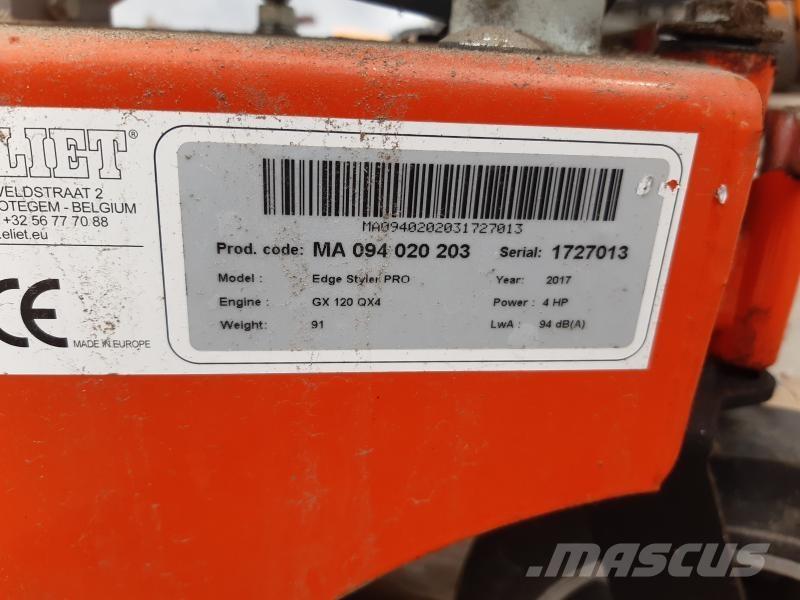 LIET®
VELDSTRAAT 2
OTEGEM - BELGIUM
+32 56 77 70 88
.eliet.eu
CE
MADE IN EUROPE
MA0940202031727013
Prod. code: MA 094 020 203 Serial: 1727013
Model : Edge Styler PRO Year: 2017
Engine : GX 120 QX4 Power : 4 HP
Weight: 91 LwA : 94 dB(A)
MASCUS